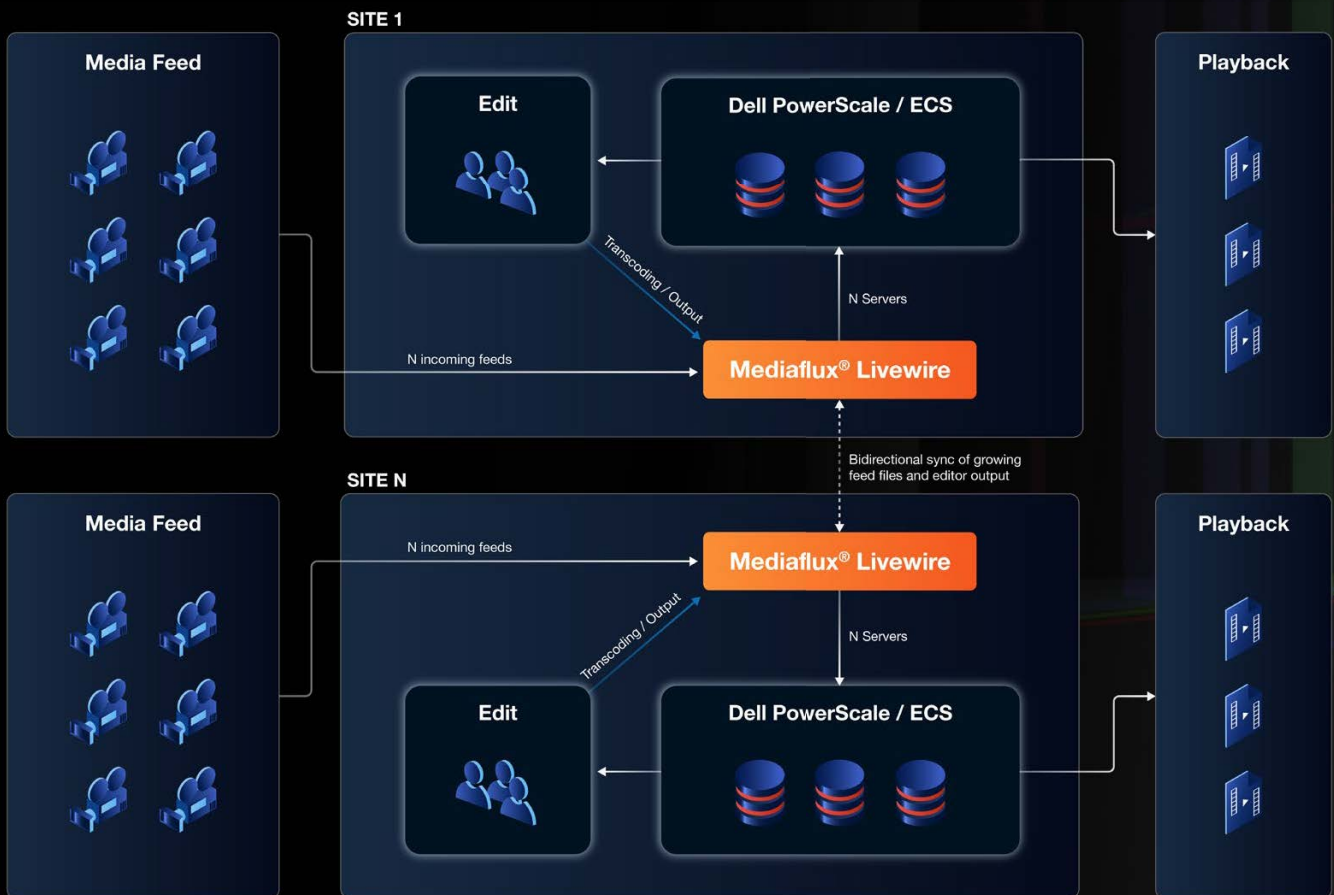 SITE 1
Media Feed
Edit
Dell PowerScale / ECS
Playback
Transcoding / Output
N Servers
N incoming feeds
Mediaflux® Livewire
Bidirectional sync of growing
feed files and editor output
SITE N
Media Feed
Playback
N incoming feeds
Mediaflux® Livewire
Transcoding / Output
N Servers
Edit
Dell PowerScale / ECS